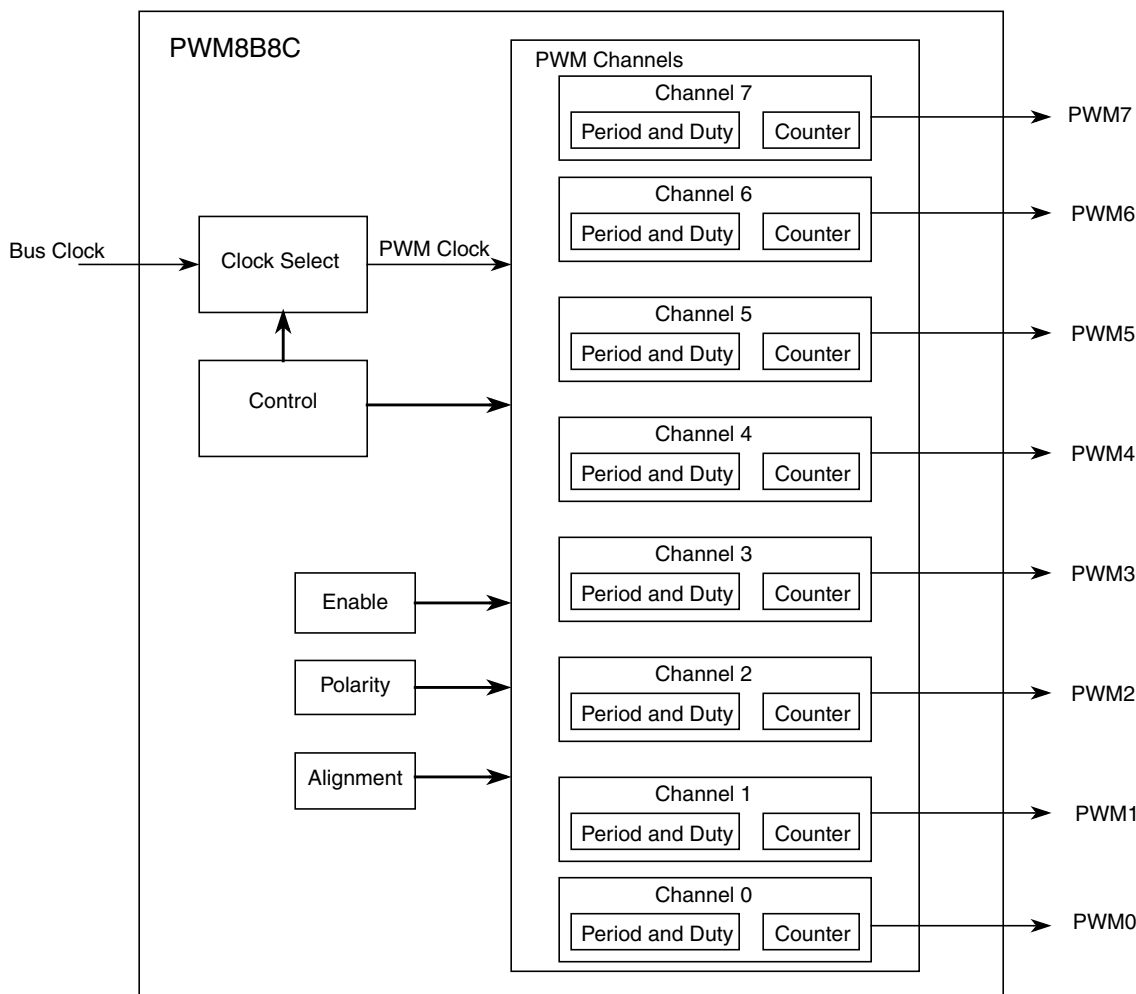 PWM8B8C
PWM Channels
Channel 7
Period and Duty
Counter
PWM7
Channel 6
Period and Duty
Counter
PWM6
Bus Clock
Clock Select
PWM Clock
Channel 5
Period and Duty
Counter
PWM5
Control
Channel 4
Period and Duty
Counter
PWM4
Channel 3
Period and Duty
Counter
PWM3
Enable
Polarity
Channel 2
Period and Duty
Counter
PWM2
Alignment
Channel 1
Period and Duty
Counter
PWM1
Channel 0
Period and Duty
Counter
PWM0